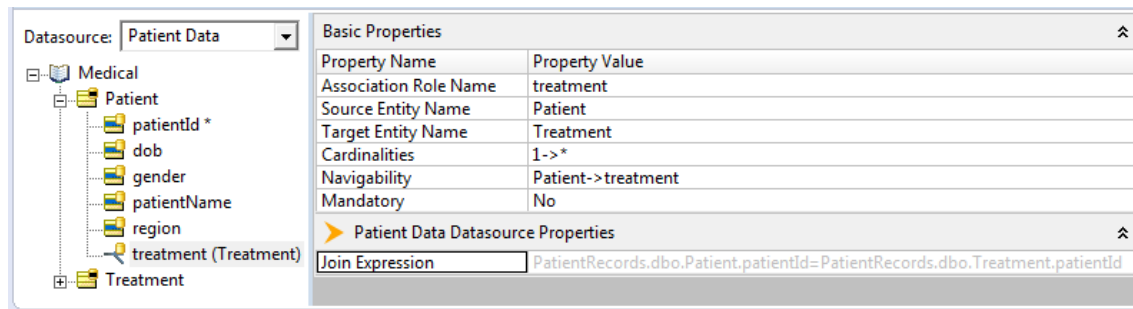 Datasource: Patient Data
Medical
Patient
patientId *
dob
gender
patientName
region
treatment (Treatment)
Treatment
Basic Properties
Property Name Property Value
Association Role Name treatment
Source Entity Name Patient
Target Entity Name Treatment
Cardinalities 1->*
Navigability Patient->treatment
Mandatory No
Patient Data Datasource Properties
Join Expression PatientRecords.dbo.Patient.patientId=PatientRecords.dbo.Treatment.patientId